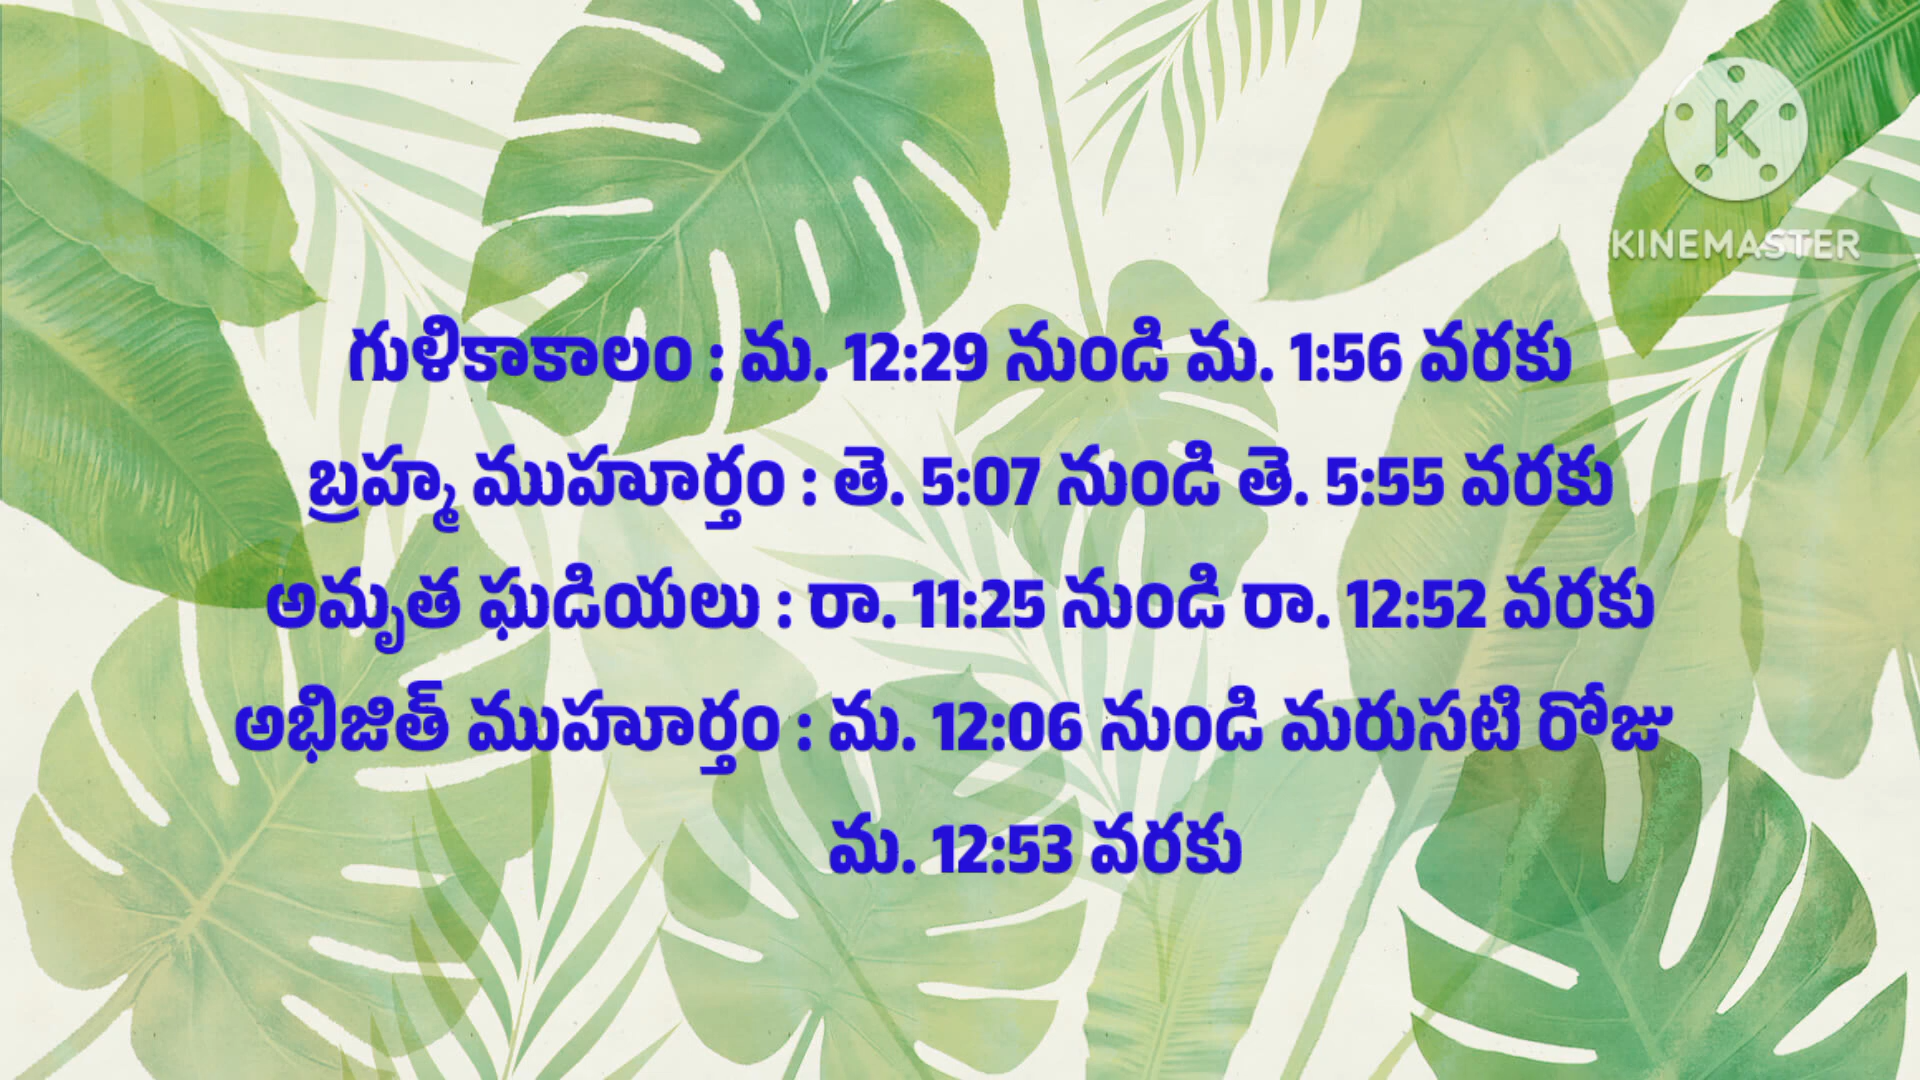 KINEMASTER
గుళికాకాలం : మ. 12:29 నుండి మ. 1:56 వరకు
బ్రహ్మ ముహూర్తం : తె. 5:07 నుండి తె. 5:55 వరకు
అమృత ఘడియలు : రా. 11:25 నుండి రా. 12:52 వరకు
అభిజిత్ ముహూర్తం : మ. 12:06 నుండి మరుసటి రోజు
మ. 12:53 వరకు